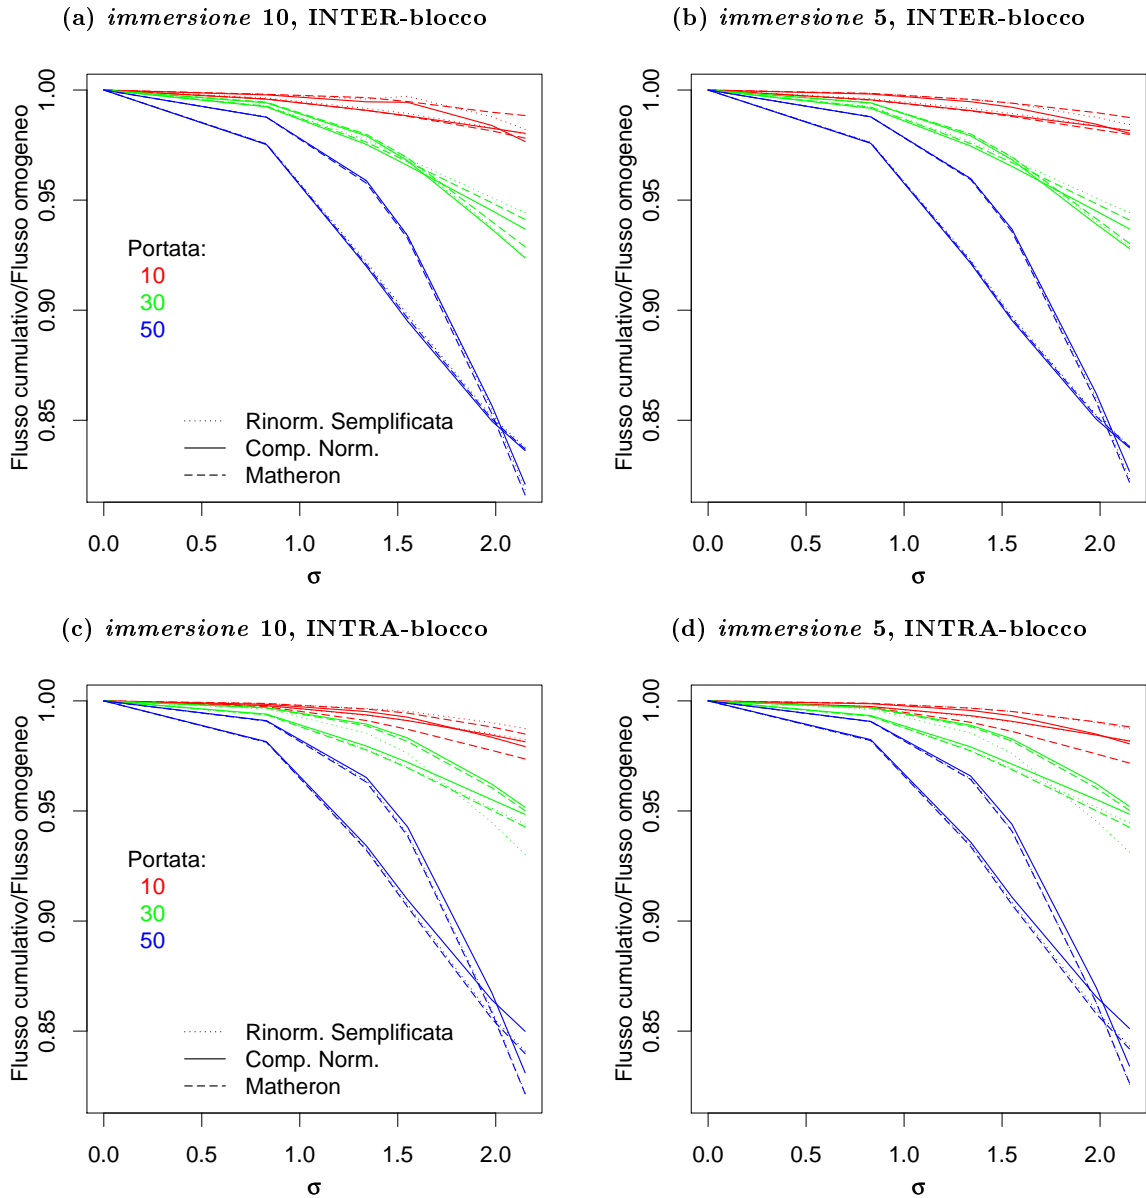 (a) immersione 10, INTER-blocco
Flusso cumulativo/Flusso omogeneo
1.00
0.95
0.90
0.85
Portata:
10
30
50
Rinorm. Semplificata
Comp. Norm.
Matheron
0.0 0.5 1.0 1.5 2.0
σ
(b) immersione 5, INTER-blocco
Flusso cumulativo/Flusso omogeneo
1.00
0.95
0.90
0.85
0.0 0.5 1.0 1.5 2.0
σ
(c) immersione 10, INTRA-blocco
Flusso cumulativo/Flusso omogeneo
1.00
0.95
0.90
0.85
Portata:
10
30
50
Rinorm. Semplificata
Comp. Norm.
Matheron
0.0 0.5 1.0 1.5 2.0
σ
(d) immersione 5, INTRA-blocco
Flusso cumulativo/Flusso omogeneo
1.00
0.95
0.90
0.85
0.0 0.5 1.0 1.5 2.0
σ